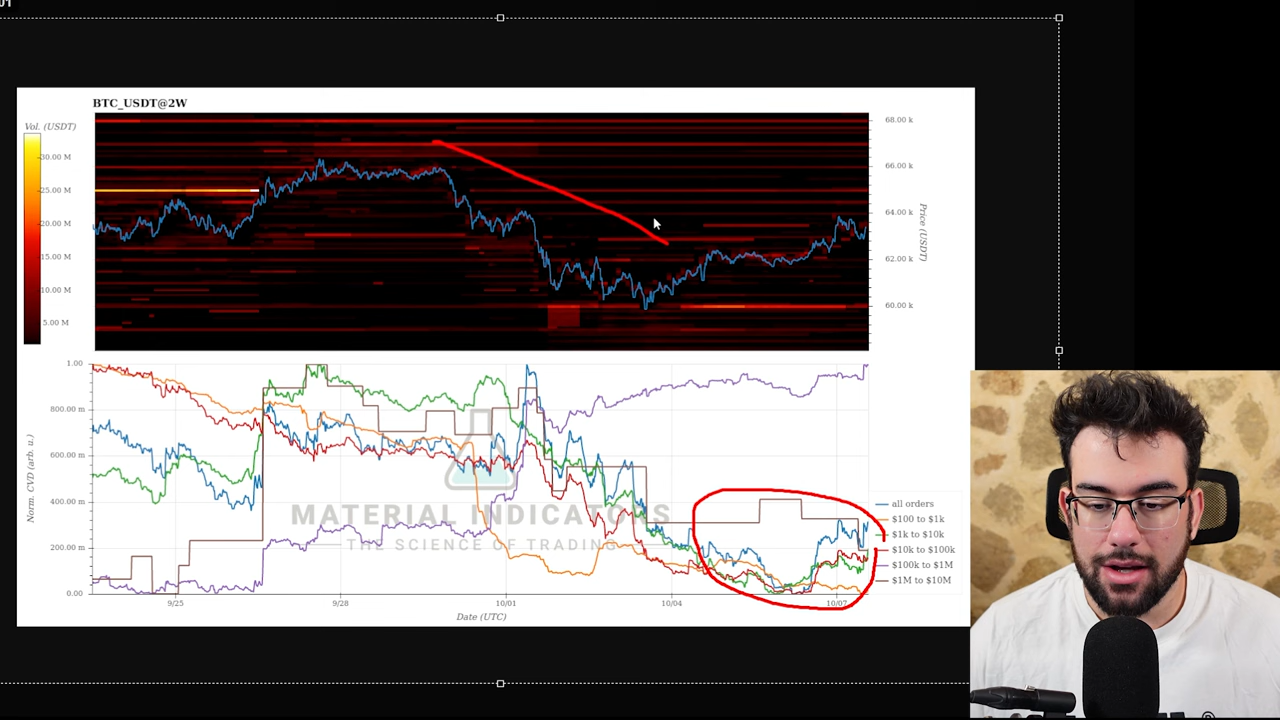 01
BTC_USDT@2W
Vol. (USDT)
30.00 M
25.00 M
20.00 M
15.00 M
10.00 M
5.00 M
68.00 k
66.00 k
64.00 k
62.00 k
60.00 k
Price (USDT)
1.00
800.00 m
600.00 m
400.00 m
200.00 m
0.00
Norm. CVD (arb. u.)
MATERIAL INDICATORS
THE SCIENCE OF TRADING
all orders
$100 to $1k
$1k to $10k
$10k to $100k
$100k to $1M
$1M to $10M
9/25
9/28
10/01
10/04
10/07
Date (UTC)